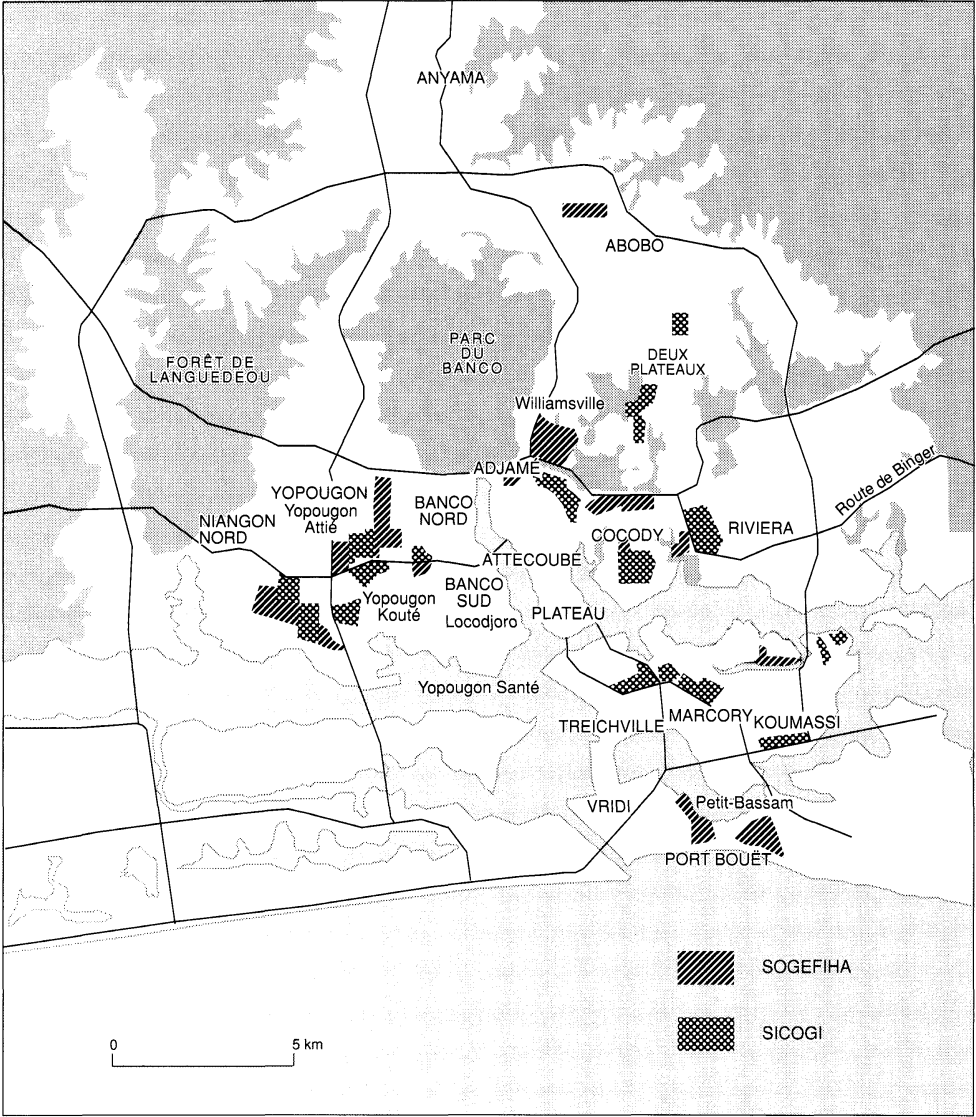 ANYAMA
ABOBO
PARC
DU
BANCO
FORÊT DE
LANGUEDEOU
DEUX
PLATEAUX
Williamsville
ADJAMÉ
YOPOUGON
Yopougon
Attié
BANCO
NORD
NIANGON
NORD
COCODY
RIVIERA
Route de Binger
ATTECOUBÉ
BANCO
SUD
Locodjoro
Yopougon
Kouté
PLATEAU
Yopougon Santé
TREICHVILLE
MARCORY
KOUMASSI
VRIDI
Petit-Bassam
PORT BOUËT
SOGEFIHA
SICOGI
0
5 km